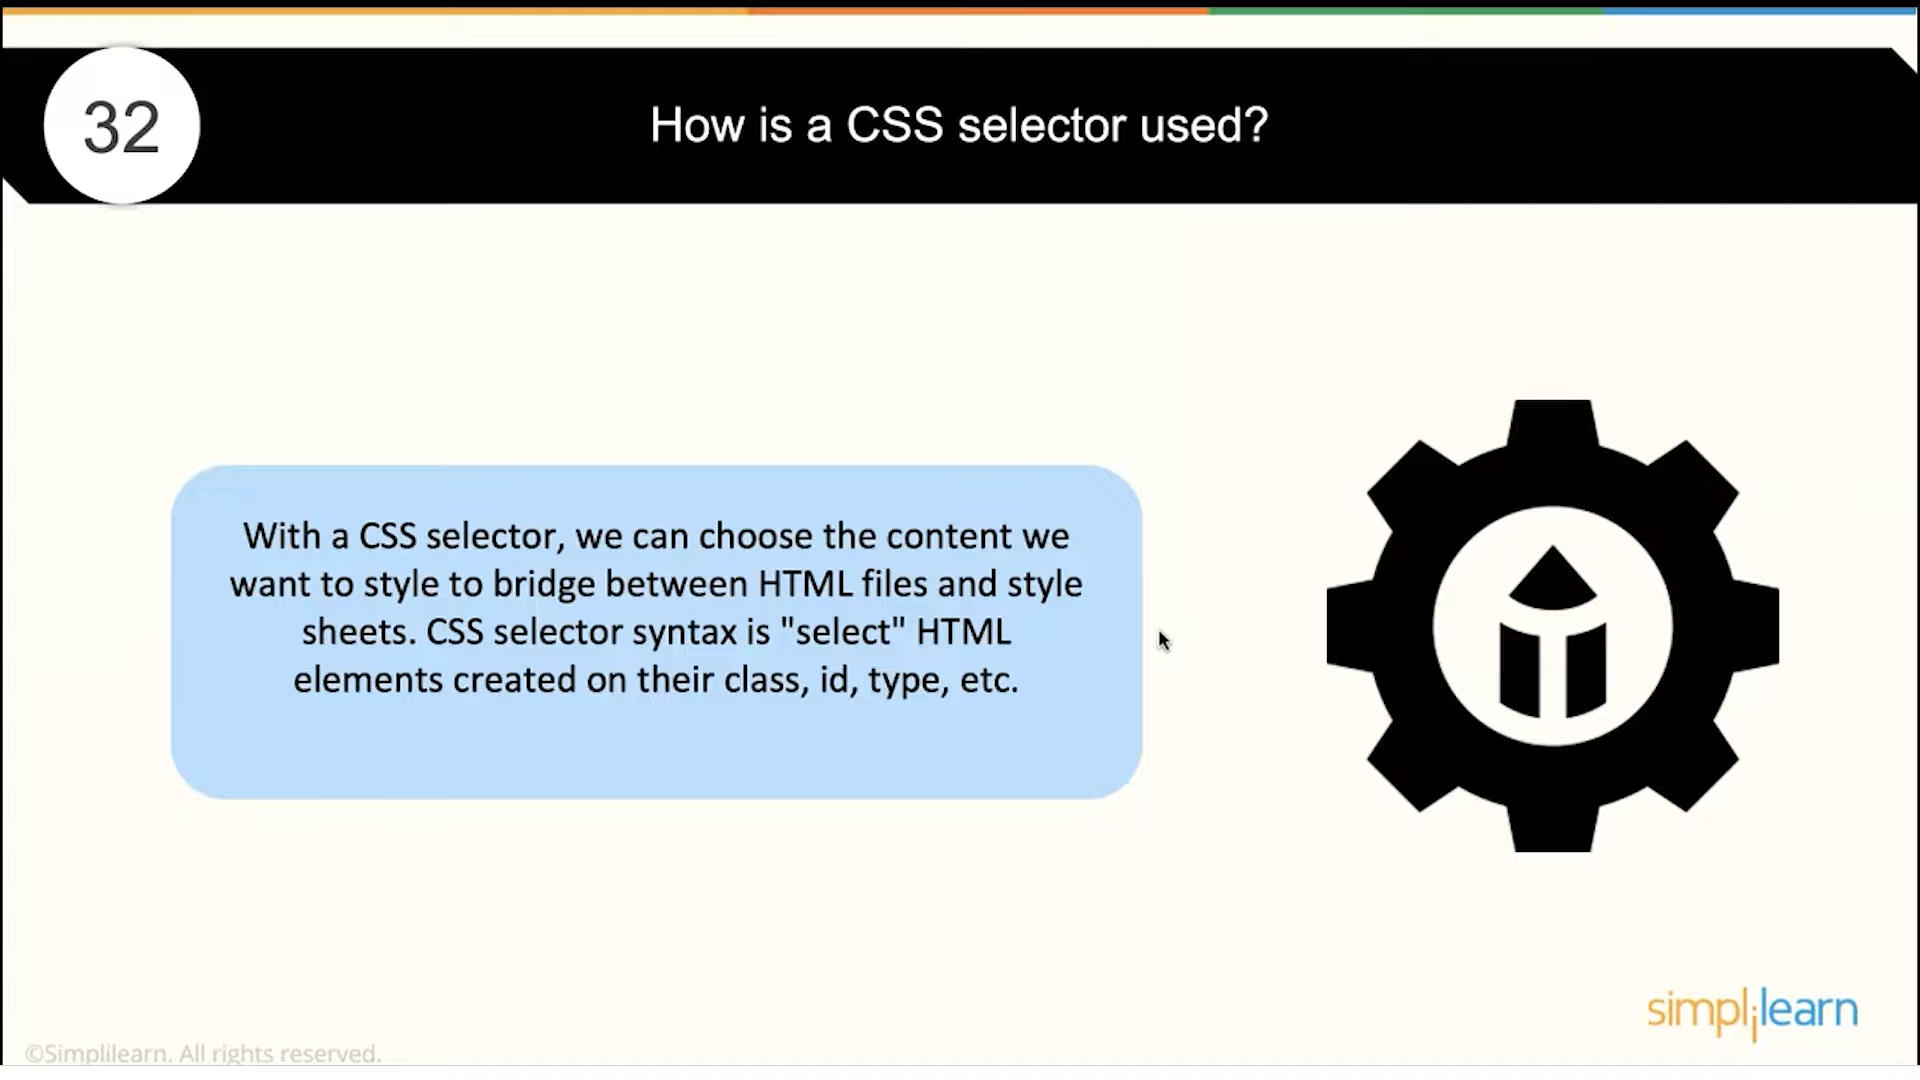 32
How is a CSS selector used?
With a CSS selector, we can choose the content we
want to style to bridge between HTML files and style
sheets. CSS selector syntax is "select" HTML
elements created on their class, id, type, etc.
simplilearn
©Simplilearn. All rights reserved.